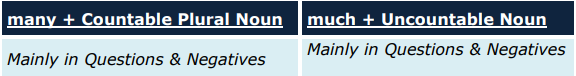 many + Countable Plural Noun
much + Uncountable Noun
Mainly in Questions & Negatives
Mainly in Questions & Negatives